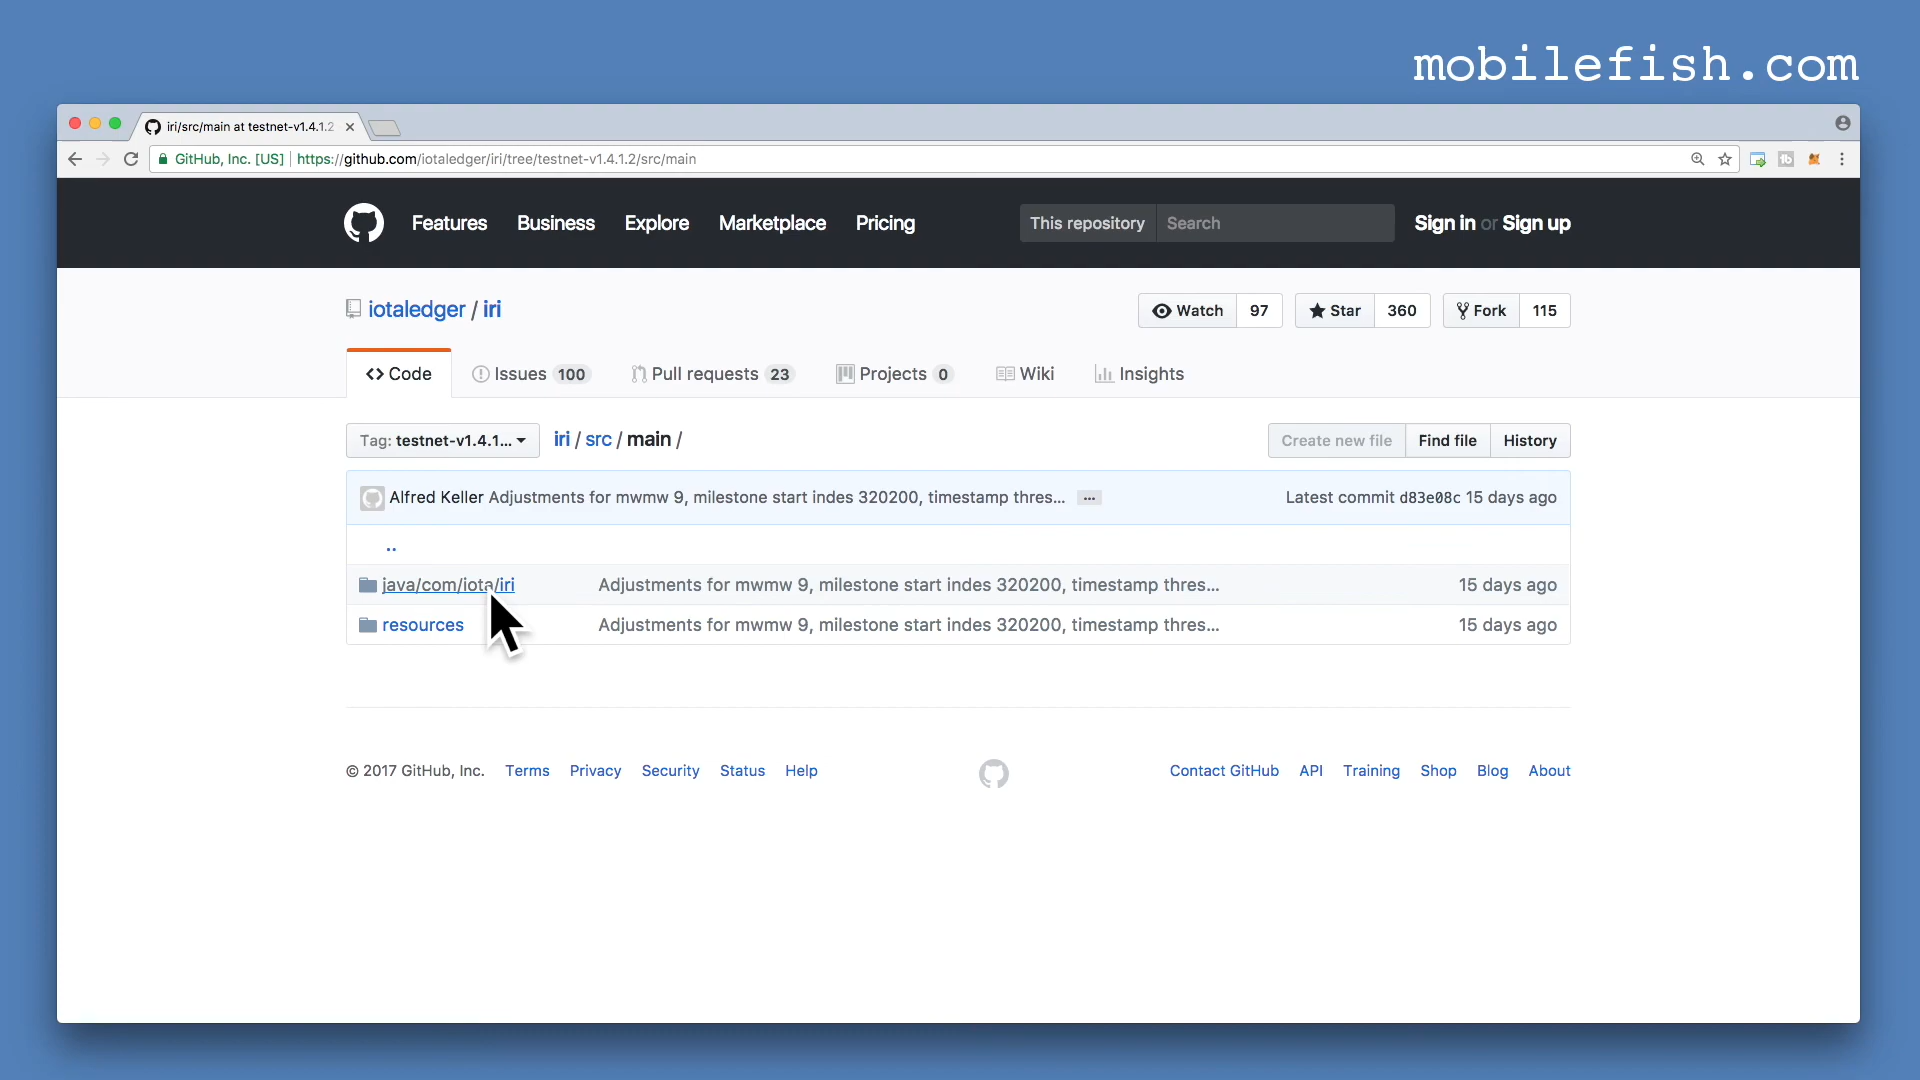 mobilefish.com
iri/src/main at testnet-v1.4.1.2
GitHub, Inc. [US] https://github.com/iotaledger/iri/tree/testnet-v1.4.1.2/src/main
Features Business Explore Marketplace Pricing This repository Search Sign in or Sign up
iotaledger / iri Watch 97 Star 360 Fork 115
Code Issues 100 Pull requests 23 Projects 0 Wiki Insights
Tag: testnet-v1.4.1... iri / src / main / Create new file Find file History
Alfred Keller Adjustments for mwmw 9, milestone start indes 320200, timestamp thres... ... Latest commit d83e08c 15 days ago
..
java/com/iota/iri Adjustments for mwmw 9, milestone start indes 320200, timestamp thres... 15 days ago
resources Adjustments for mwmw 9, milestone start indes 320200, timestamp thres... 15 days ago
© 2017 GitHub, Inc. Terms Privacy Security Status Help Contact GitHub API Training Shop Blog About